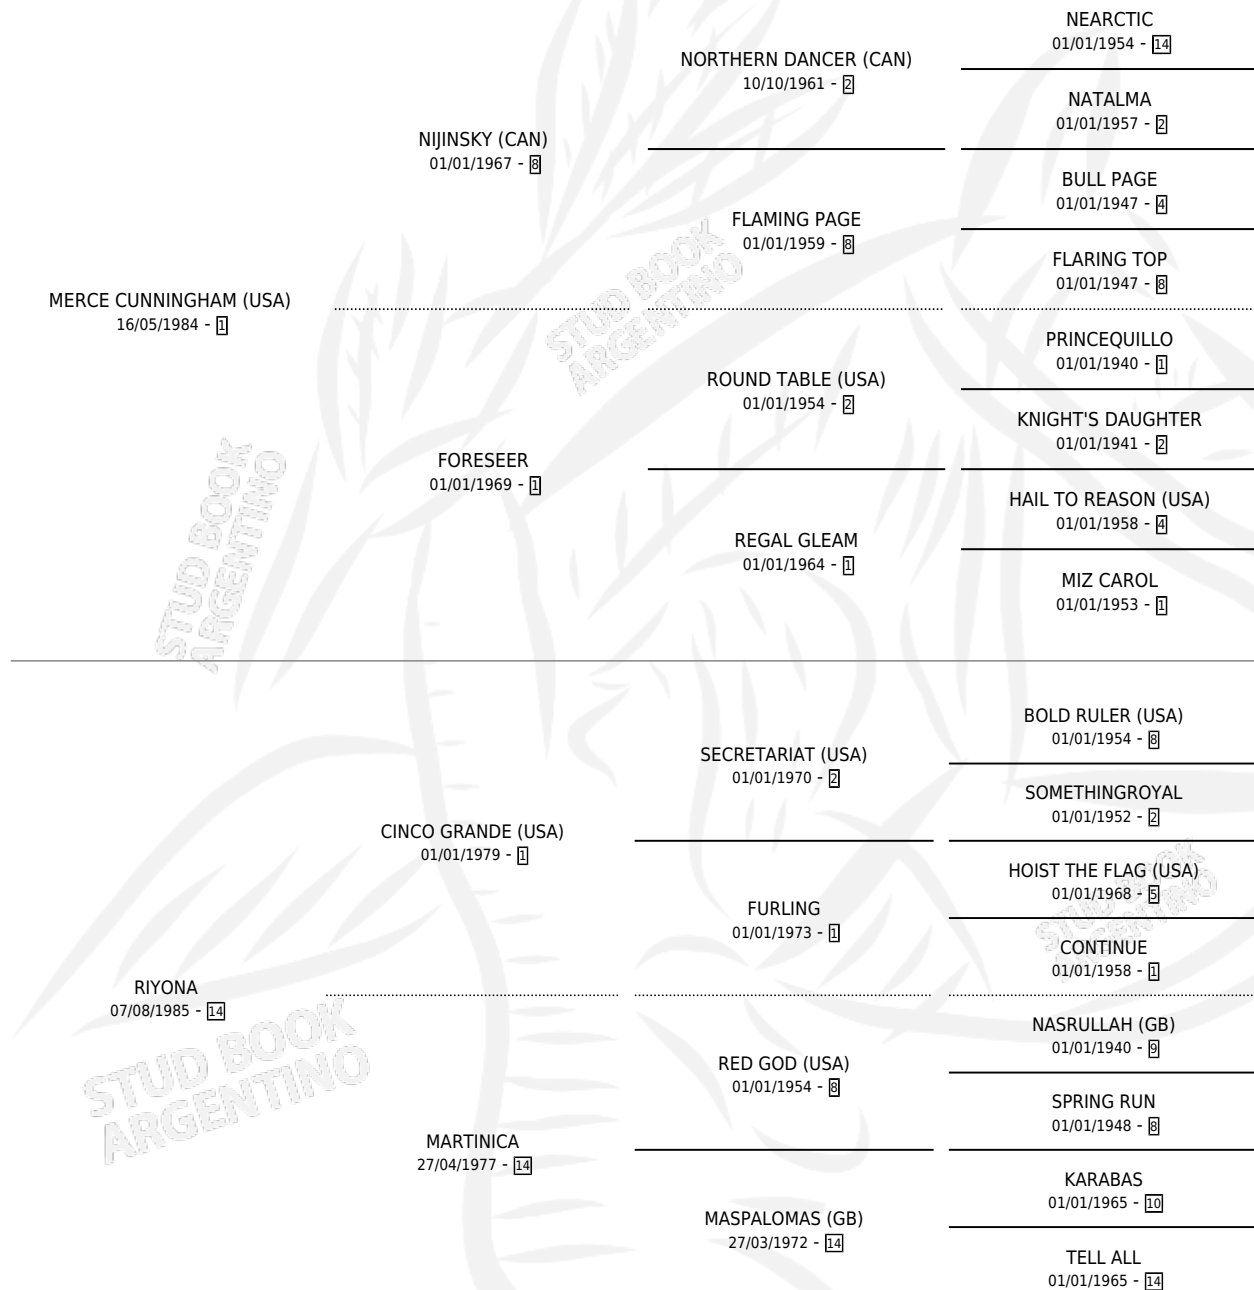 NEARCTIC
01/01/1954 - 14
NORTHERN DANCER (CAN)
10/10/1961 - 2
NATALMA
01/01/1957 - 2
NIJINSKY (CAN)
01/01/1967 - 8
BULL PAGE
01/01/1947 - 4
FLAMING PAGE
01/01/1959 - 8
FLARING TOP
01/01/1947 - 8
MERCE CUNNINGHAM (USA)
16/05/1984 - 1
PRINCEQUILLO
01/01/1940 - 1
ROUND TABLE (USA)
01/01/1954 - 2
KNIGHT'S DAUGHTER
01/01/1941 - 2
FORESEER
01/01/1969 - 1
HAIL TO REASON (USA)
01/01/1958 - 4
REGAL GLEAM
01/01/1964 - 1
MIZ CAROL
01/01/1953 - 1
STUD BOOK
ARGENTINO
STUD BOOK
ARGENTINO
BOLD RULER (USA)
01/01/1954 - 8
SECRETARIAT (USA)
01/01/1970 - 2
SOMETHINGROYAL
01/01/1952 - 2
CINCO GRANDE (USA)
01/01/1979 - 1
HOIST THE FLAG (USA)
01/01/1968 - 5
FURLING
01/01/1973 - 1
CONTINUE
01/01/1958 - 1
RIYONA
07/08/1985 - 14
NASRULLAH (GB)
01/01/1940 - 9
RED GOD (USA)
01/01/1954 - 8
SPRING RUN
01/01/1948 - 8
MARTINICA
27/04/1977 - 14
KARABAS
01/01/1965 - 10
MASPALOMAS (GB)
27/03/1972 - 14
TELL ALL
01/01/1965 - 14
STUD BOOK
ARGENTINO
STUD BOOK
ARGENTINO